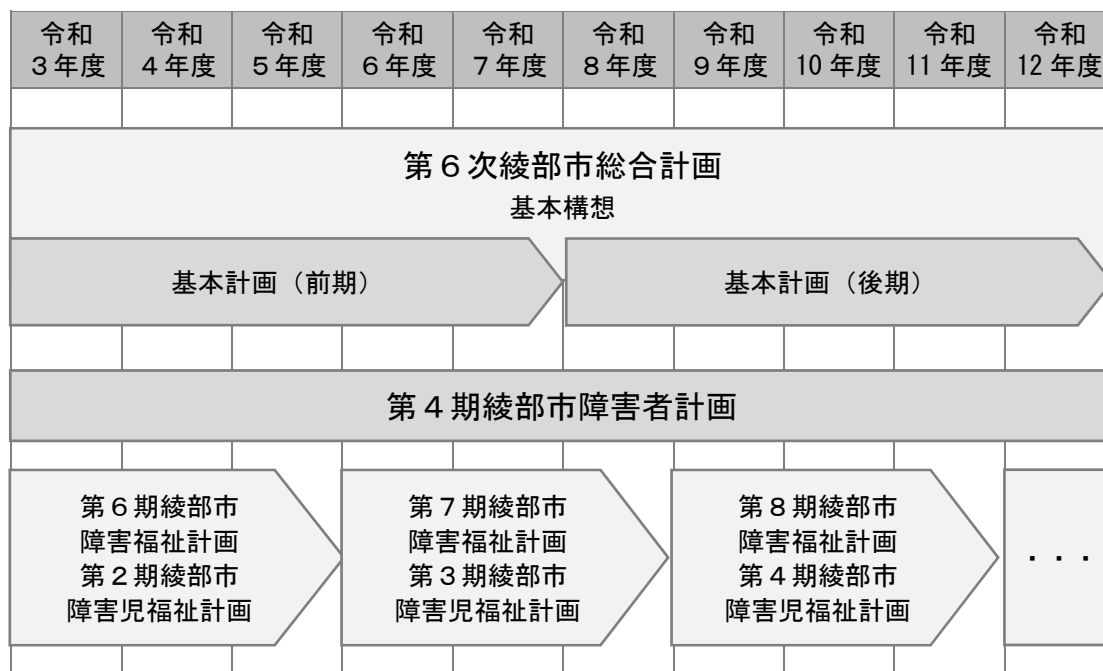 令和 令和 令和 令和 令和 令和 令和 令和 令和 令和
３年度 ４年度 ５年度 ６年度 ７年度 ８年度 ９年度 10年度 11年度 12年度
第６次綾部市総合計画
基本構想
基本計画（前期） 基本計画（後期）
第４期綾部市障害者計画
第６期綾部市
障害福祉計画
第２期綾部市
障害児福祉計画
第７期綾部市
障害福祉計画
第３期綾部市
障害児福祉計画
第８期綾部市
障害福祉計画
第４期綾部市
障害児福祉計画
・・・